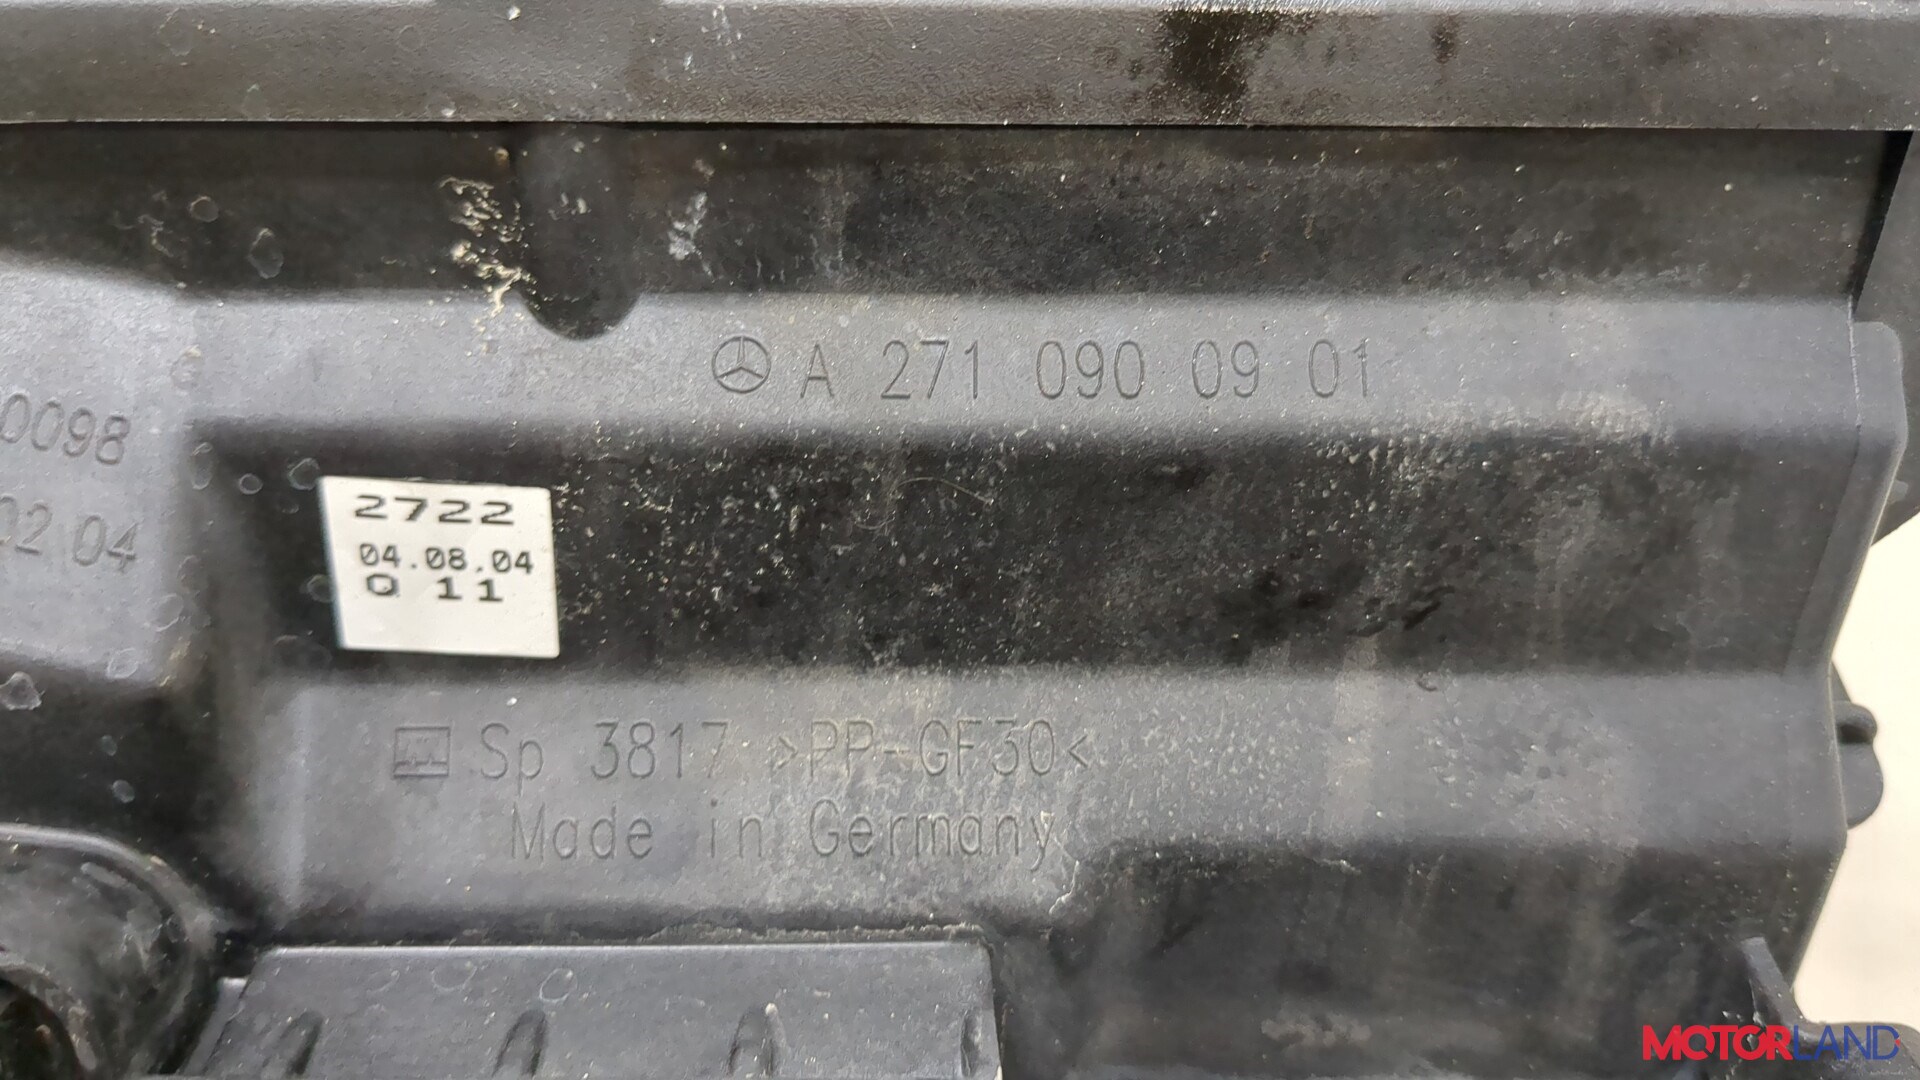 A 271 090 09 01
0098
02 04
2722
04.08.04
Q 11
Sp 3817 >PP-GF30<
Made in Germany
MOTORLAND